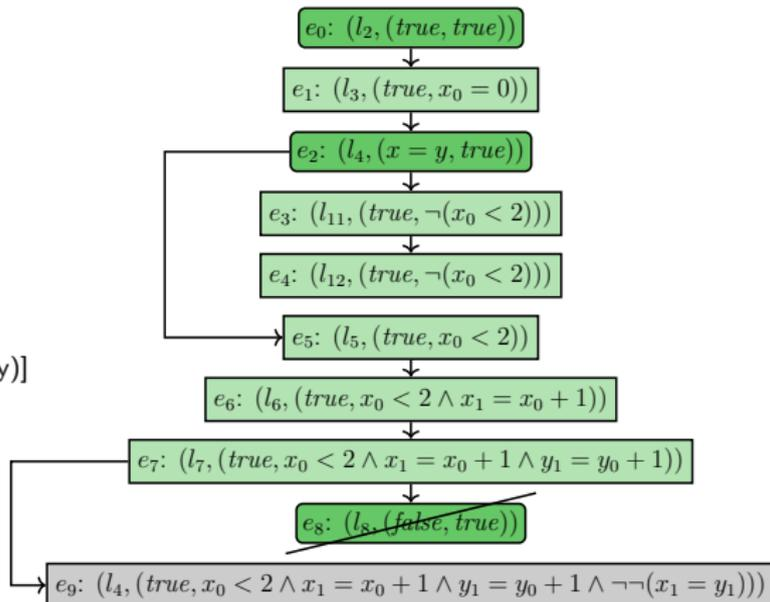 e₀: (l₂, (true, true))
e₁: (l₃, (true, x₀ = 0))
e₂: (l₄, (x = y, true))
e₃: (l₁₁, (true, ¬(x₀ < 2)))
e₄: (l₁₂, (true, ¬(x₀ < 2)))
e₅: (l₅, (true, x₀ < 2))
y)]
e₆: (l₆, (true, x₀ < 2 ∧ x₁ = x₀ + 1))
e₇: (l₇, (true, x₀ < 2 ∧ x₁ = x₀ + 1 ∧ y₁ = y₀ + 1))
e₈: (l₈, (false, true))
e₉: (l₄, (true, x₀ < 2 ∧ x₁ = x₀ + 1 ∧ y₁ = y₀ + 1 ∧ ¬¬(x₁ = y₁)))